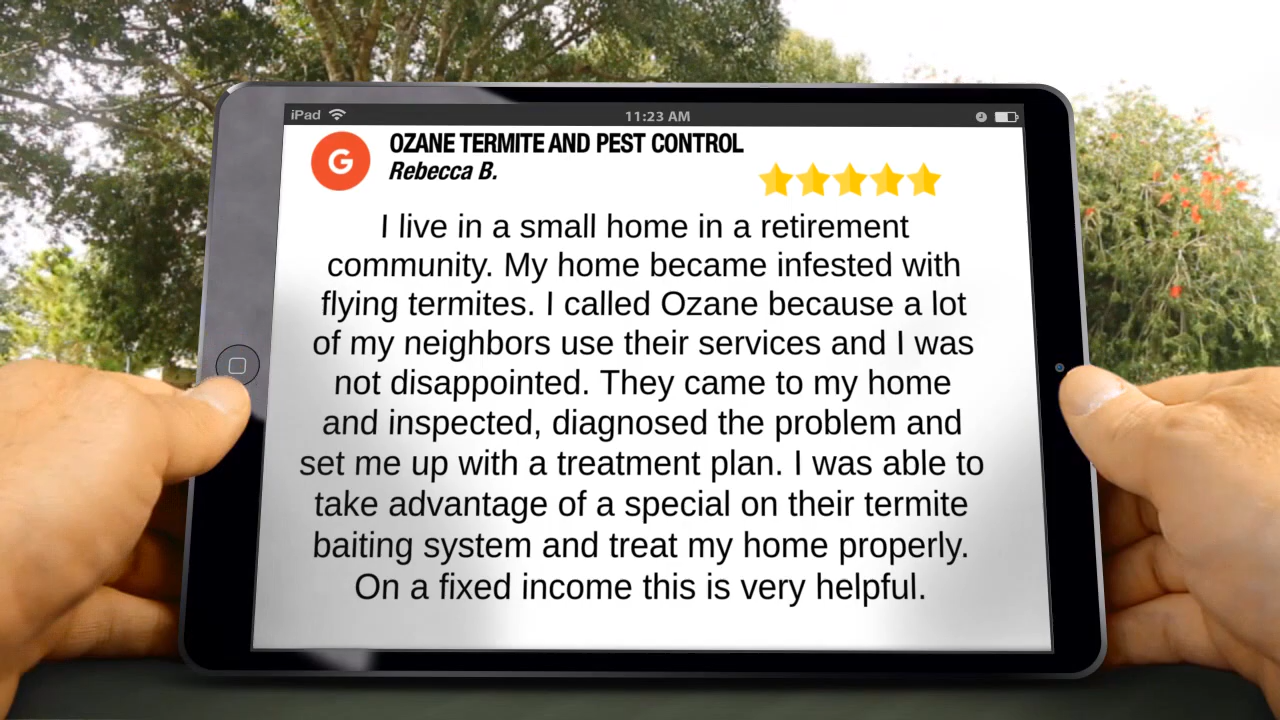 iPad 11:23 AM
G
OZANE TERMITE AND PEST CONTROL
Rebecca B.
I live in a small home in a retirement
community. My home became infested with
flying termites. I called Ozane because a lot
of my neighbors use their services and I was
not disappointed. They came to my home
and inspected, diagnosed the problem and
set me up with a treatment plan. I was able to
take advantage of a special on their termite
baiting system and treat my home properly.
On a fixed income this is very helpful.